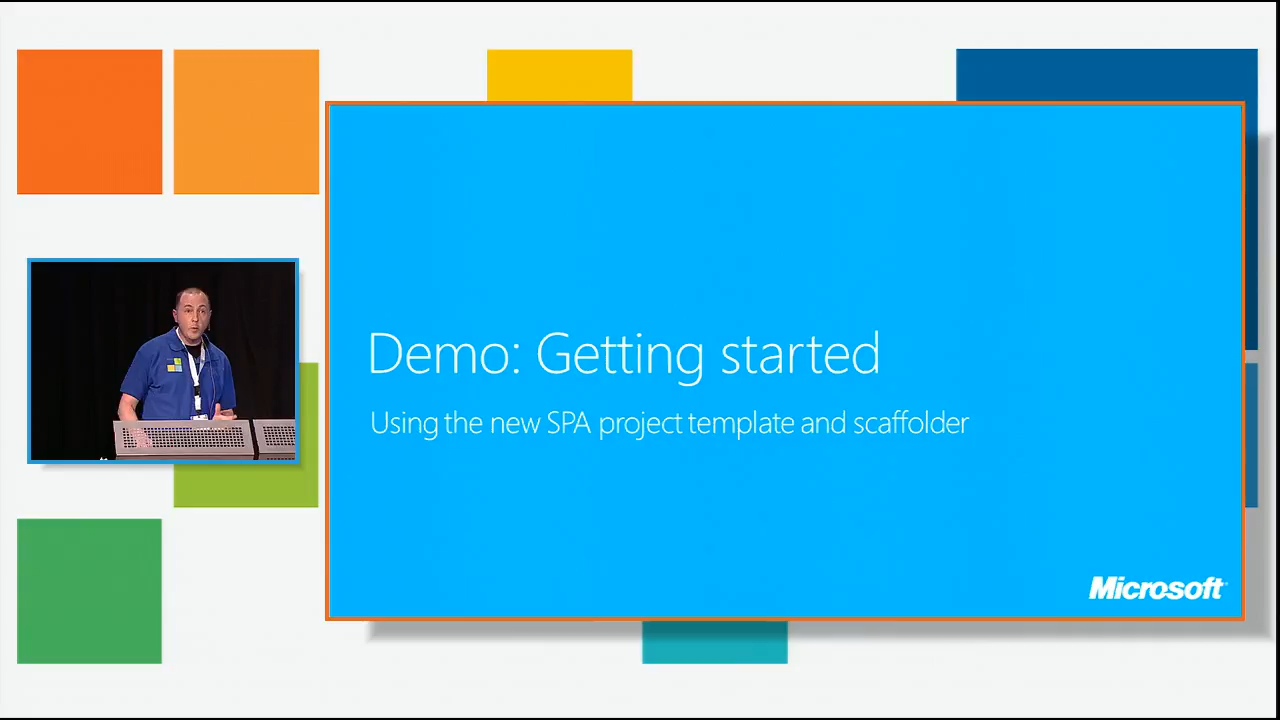 Demo: Getting started
Using the new SPA project template and scaffolder
Microsoft